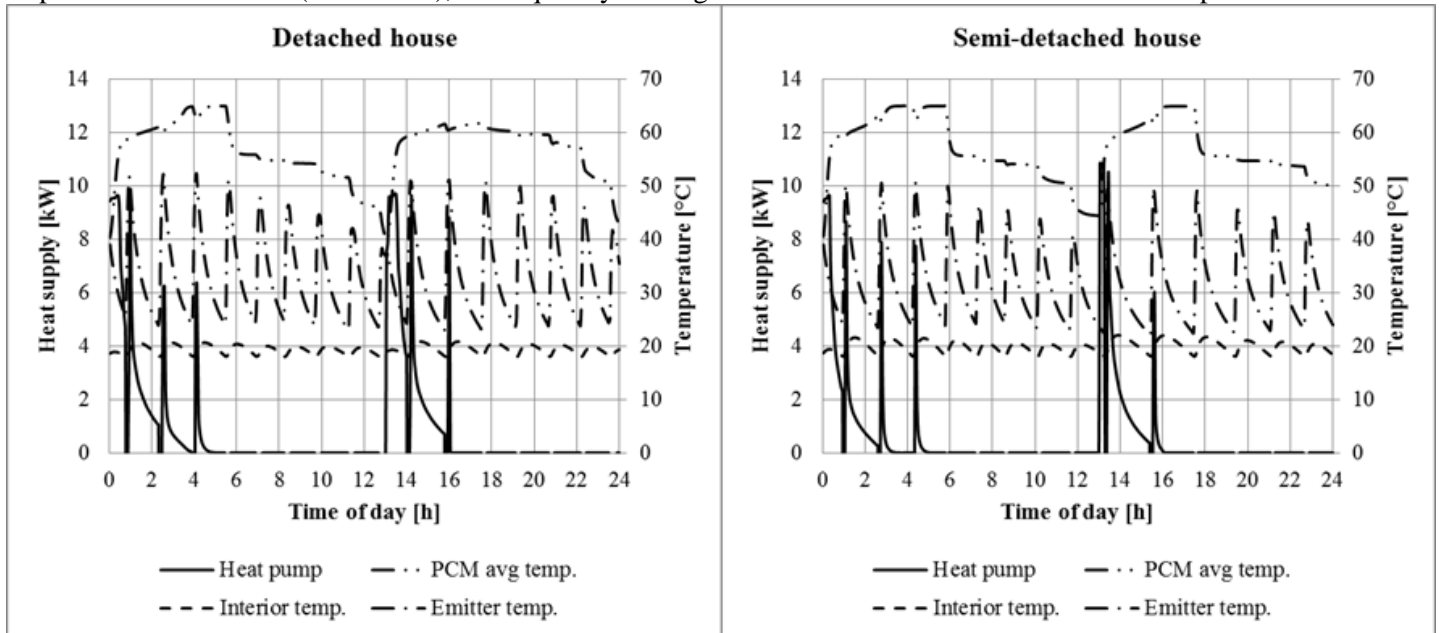 Detached house
14
12
10
8
6
4
2
0
70
60
50
40
30
20
10
0
Heat supply [kW]
Temperature [°C]
0 2 4 6 8 10 12 14 16 18 20 22 24
Time of day [h]
Heat pump PCM avg temp.
Interior temp. Emitter temp.
Semi-detached house
14
12
10
8
6
4
2
0
70
60
50
40
30
20
10
0
Heat supply [kW]
Temperature [°C]
0 2 4 6 8 10 12 14 16 18 20 22 24
Time of day [h]
Heat pump PCM avg temp.
Interior temp. Emitter temp.